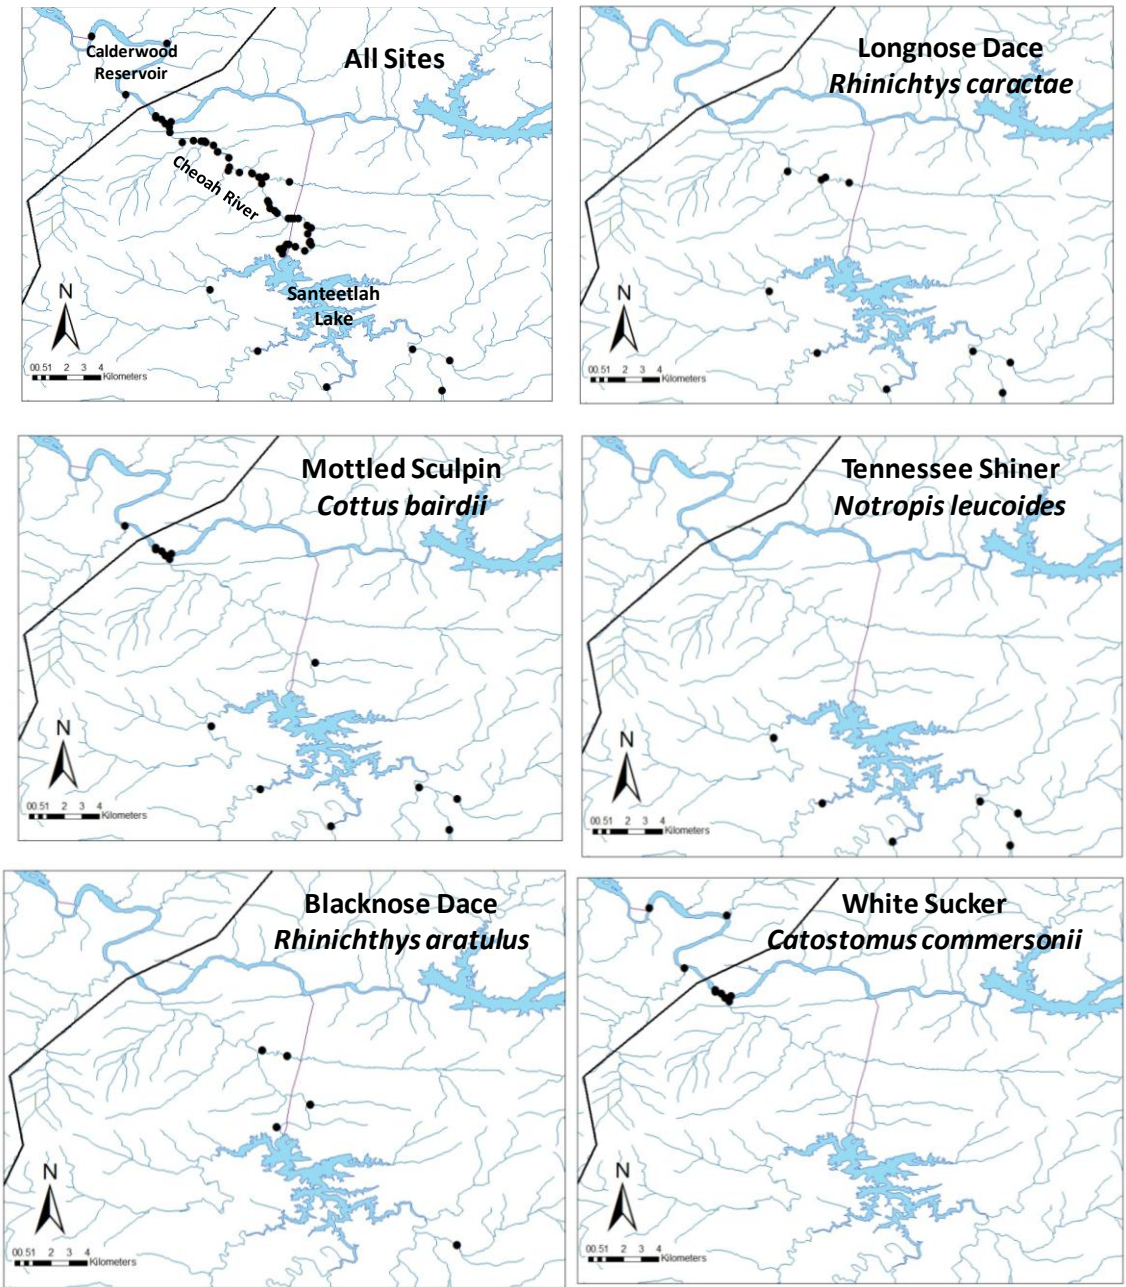 All Sites
Calderwood
Reservoir
Cheoah River
Santeetlah
Lake
N
00.51 2 3 4
Kilometers
Longnose Dace
Rhinichtys caractae
N
00.51 2 3 4
Kilometers
Mottled Sculpin
Cottus bairdii
N
00.51 2 3 4
Kilometers
Tennessee Shiner
Notropis leucoides
N
00.51 2 3 4
Kilometers
Blacknose Dace
Rhinichthys aratulus
N
00.51 2 3 4
Kilometers
White Sucker
Catostomus commersonii
N
00.51 2 3 4
Kilometers